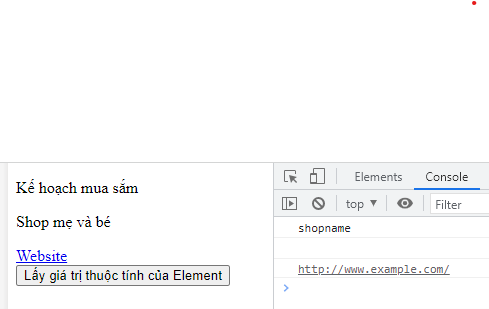 Kế hoạch mua sắm
Shop mẹ và bé
Website
Lấy giá trị thuộc tính của Element
Elements Console
top Filter
shopname
http://www.example.com/